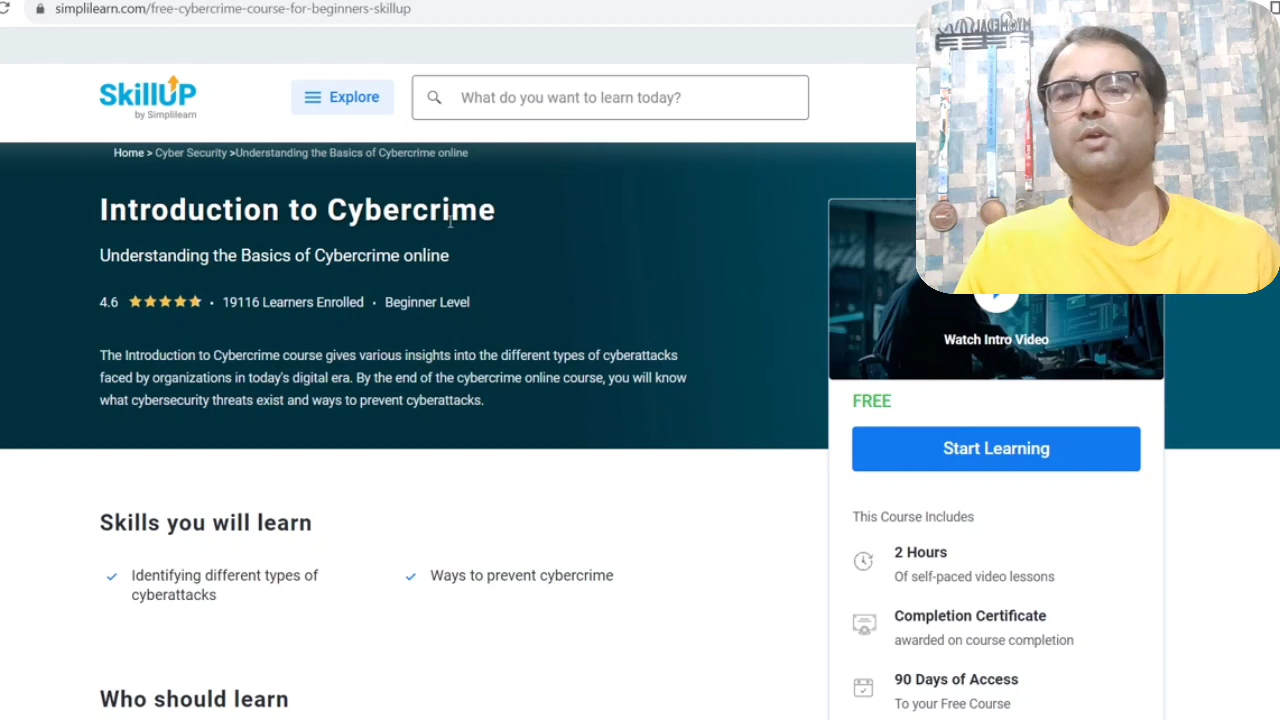 simplilearn.com/free-cybercrime-course-for-beginners-skillup
SkillUP
by Simplilearn
Explore
What do you want to learn today?
Home > Cyber Security >Understanding the Basics of Cybercrime online
Introduction to Cybercrime
Understanding the Basics of Cybercrime online
4.6 ★★★★★ · 19116 Learners Enrolled · Beginner Level
The Introduction to Cybercrime course gives various insights into the different types of cyberattacks
faced by organizations in today's digital era. By the end of the cybercrime online course, you will know
what cybersecurity threats exist and ways to prevent cyberattacks.
Watch Intro Video
FREE
Start Learning
This Course Includes
2 Hours
Of self-paced video lessons
Completion Certificate
awarded on course completion
90 Days of Access
To your Free Course
Skills you will learn
Identifying different types of
cyberattacks
Ways to prevent cybercrime
Who should learn